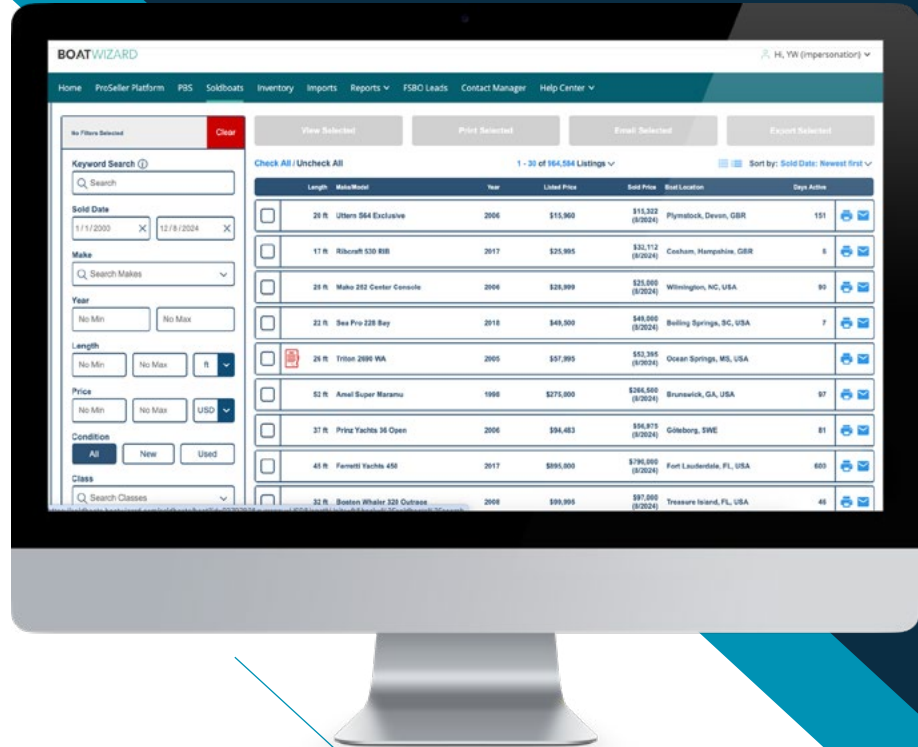 BOATWIZARD
Hi, YW (impersonation)
Home ProSeller Platform PBS Soldboats Inventory Imports Reports FSBO Leads Contact Manager Help Center
No Filters Selected Clear
View Selected Print Selected Email Selected Export Selected
Keyword Search
Search
Sold Date
1/1/2000 X 12/8/2024 X
Make
Search Makes
Year
No Min No Max
Length
No Min No Max ft
Price
No Min No Max USD
Condition
All New Used
Class
Search Classes
Check All / Uncheck All 1 - 30 of 964,584 Listings Sort by: Sold Date: Newest first
Length Make/Model Year Listed Price Sold Price Boat Location Days Active
20 ft Uttern S64 Exclusive 2006 $15,960 $15,322 (8/2024) Plymstock, Devon, GBR 151
17 ft Ribcraft 530 RIB 2017 $25,995 $32,112 (8/2024) Cosham, Hampshire, GBR
28 ft Mako 282 Center Console 2006 $28,999 $25,000 (8/2024) Wilmington, NC, USA 90
22 ft Sea Pro 228 Bay 2018 $49,500 $49,000 (8/2024) Boiling Springs, SC, USA 7
26 ft Triton 2690 WA 2005 $57,995 $52,395 (8/2024) Ocean Springs, MS, USA
52 ft Amel Super Maramu 1998 $275,000 $266,500 (8/2024) Brunswick, GA, USA 97
37 ft Prinz Yachts 36 Open 2006 $94,483 (8/2024) Göteborg, SWE 81
45 ft Ferretti Yachts 450 2017 $895,000 $790,000 (8/2024) Fort Lauderdale, FL, USA 600
32 ft Boston Whaler 320 Outrage 2008 $99,995 $97,000 (8/2024) Treasure Island, FL, USA 46